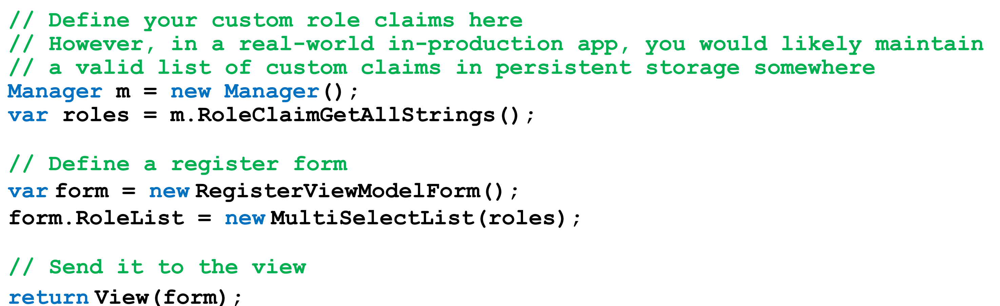 // Define your custom role claims here
// However, in a real-world in-production app, you would likely maintain
// a valid list of custom claims in persistent storage somewhere
Manager m = new Manager();
var roles = m.RoleClaimGetAllStrings();
// Define a register form
var form = new RegisterViewModelForm();
form.RoleList = new MultiSelectList(roles);
// Send it to the view
return View(form);